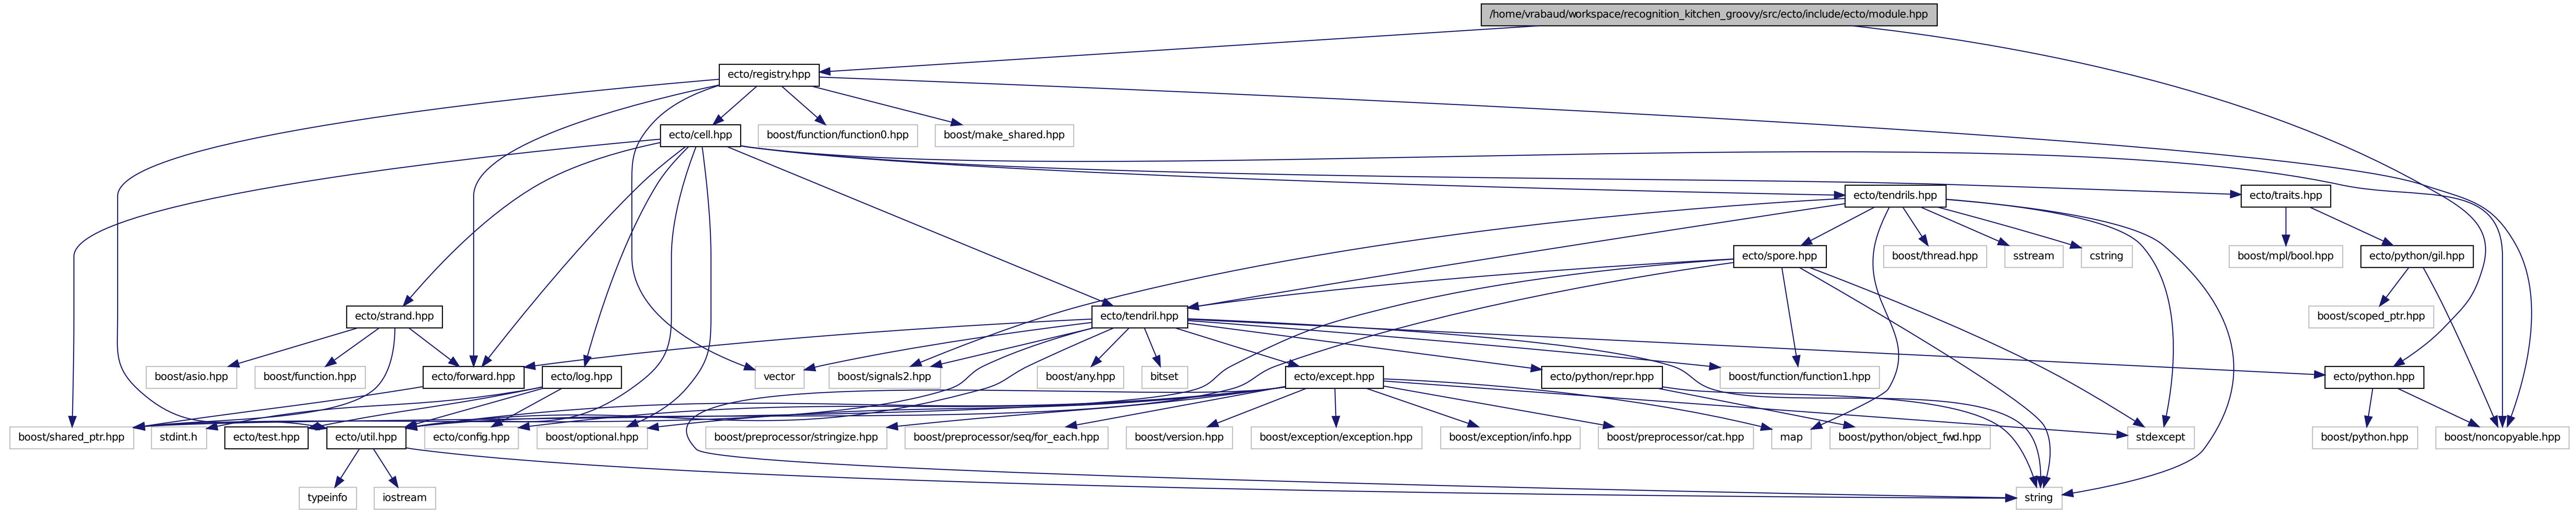 /home/vrabaud/workspace/recognition_kitchen_groovy/src/ecto/include/ecto/module.hpp
ecto/registry.hpp
ecto/cell.hpp
boost/function/function0.hpp
boost/make_shared.hpp
ecto/tendrils.hpp
ecto/traits.hpp
ecto/spore.hpp
boost/thread.hpp
sstream
cstring
boost/mpl/bool.hpp
ecto/python/gil.hpp
ecto/strand.hpp
ecto/tendril.hpp
boost/scoped_ptr.hpp
boost/asio.hpp
boost/function.hpp
ecto/forward.hpp
ecto/log.hpp
vector
boost/signals2.hpp
boost/any.hpp
bitset
ecto/except.hpp
ecto/python/repr.hpp
boost/function/function1.hpp
ecto/python.hpp
boost/shared_ptr.hpp
stdint.h
ecto/test.hpp
ecto/util.hpp
ecto/config.hpp
boost/optional.hpp
boost/preprocessor/stringize.hpp
boost/preprocessor/seq/for_each.hpp
boost/version.hpp
boost/exception/exception.hpp
boost/exception/info.hpp
boost/preprocessor/cat.hpp
map
boost/python/object_fwd.hpp
stdexcept
boost/python.hpp
boost/noncopyable.hpp
typeinfo
iostream
string